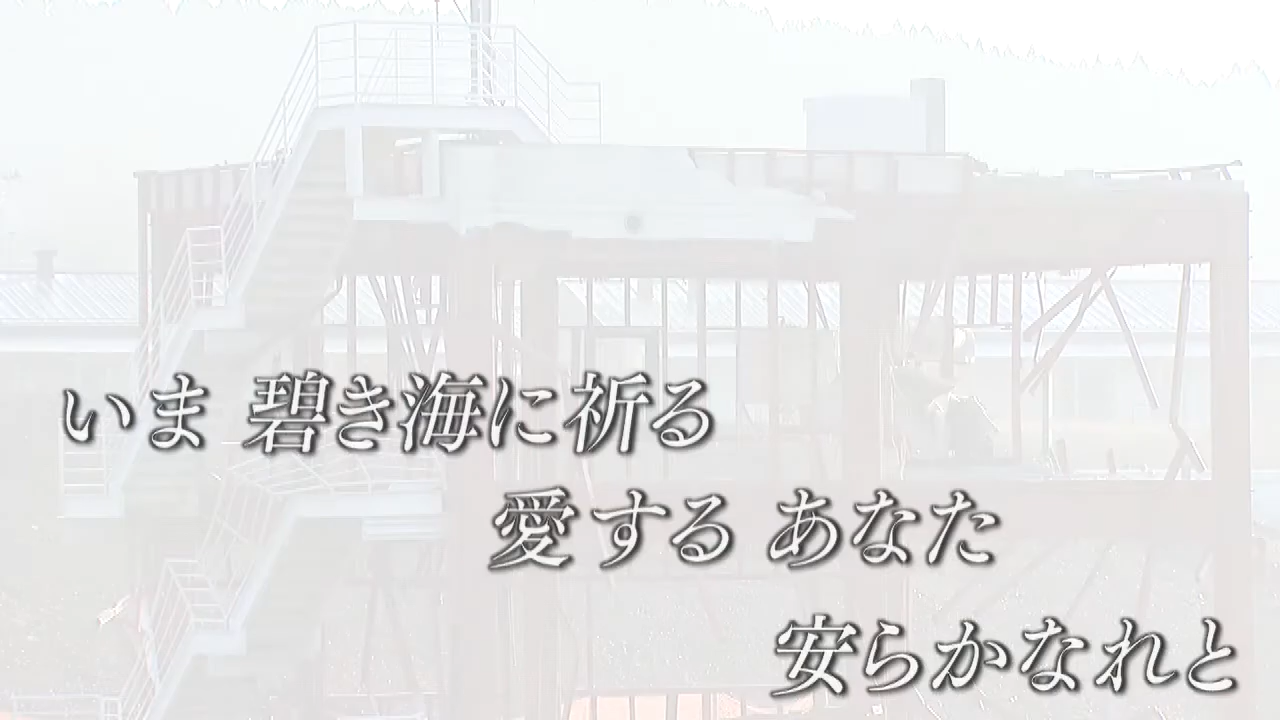 いま 碧き海に祈る
愛する あなた
安らかなれと